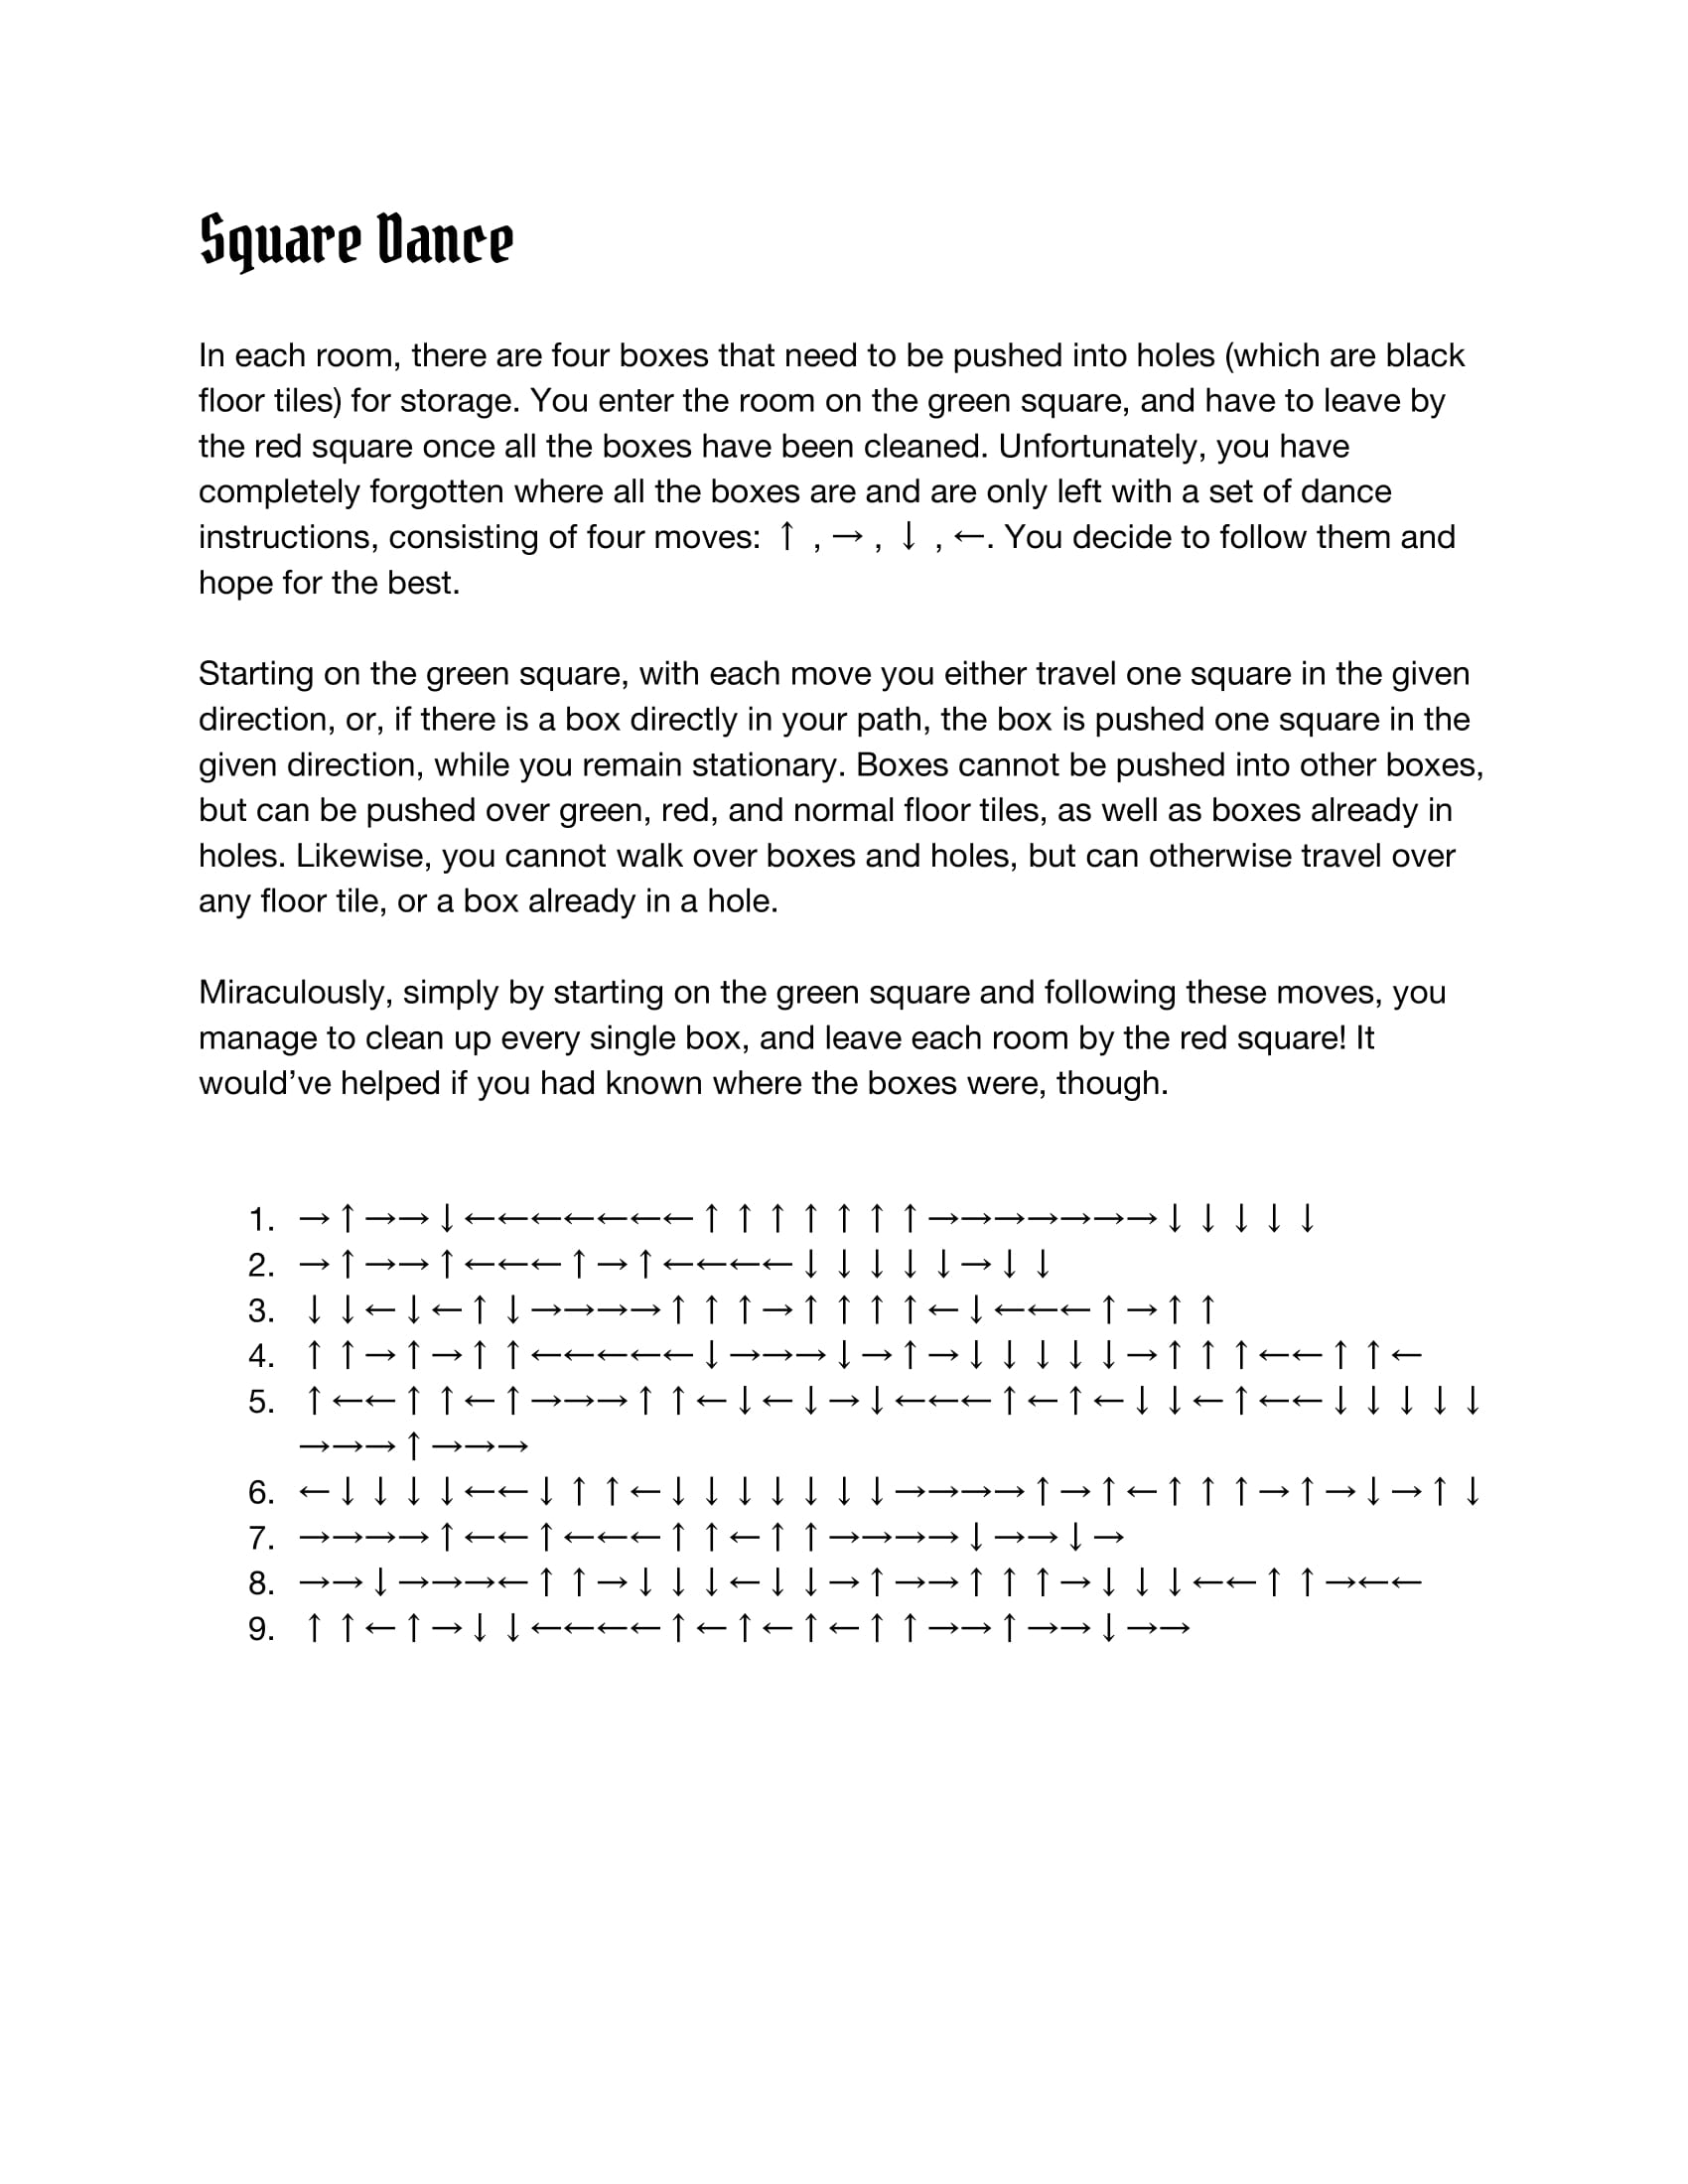 Square Dance
In each room, there are four boxes that need to be pushed into holes (which are black
floor tiles) for storage. You enter the room on the green square, and have to leave by
the red square once all the boxes have been cleaned. Unfortunately, you have
completely forgotten where all the boxes are and are only left with a set of dance
instructions, consisting of four moves: ↑ , → , ↓ , ←. You decide to follow them and
hope for the best.
Starting on the green square, with each move you either travel one square in the given
direction, or, if there is a box directly in your path, the box is pushed one square in the
given direction, while you remain stationary. Boxes cannot be pushed into other boxes,
but can be pushed over green, red, and normal floor tiles, as well as boxes already in
holes. Likewise, you cannot walk over boxes and holes, but can otherwise travel over
any floor tile, or a box already in a hole.
Miraculously, simply by starting on the green square and following these moves, you
manage to clean up every single box, and leave each room by the red square! It
would’ve helped if you had known where the boxes were, though.
1. →↑→→↓←←←←←←←↑↑↑↑↑↑↑→→→→→→→↓↓↓↓↓
2. →↑→→↑←←←↑→↑←←←←↓↓↓↓↓→↓↓
3. ↓↓←↓←↑↓→→→→↑↑↑→↑↑↑↑←↓←←←↑→↑↑
4. ↑↑→↑→↑↑←←←←←↓→→→↓→↑→↓↓↓↓↓→↑↑↑←←↑↑←
5. ↑←←↑↑←↑→→→↑↑←↓←↓→↓←←←↑←↑←↓↓←↑←←↓↓↓↓↓
→→→↑→→→
6. ←↓↓↓↓←←↓↑↑←↓↓↓↓↓↓↓→→→→↑→↑←↑↑↑→↑→↓→↑↓
7. →→→→↑←←↑←←←↑↑←↑↑→→→→↓→→↓→
8. →→↓→→→←↑↑→↓↓↓←↓↓→↑→→↑↑↑→↓↓↓←←↑↑→←←
9. ↑↑←↑→↓↓←←←←↑←↑←↑←↑↑→→↑→→↓→→